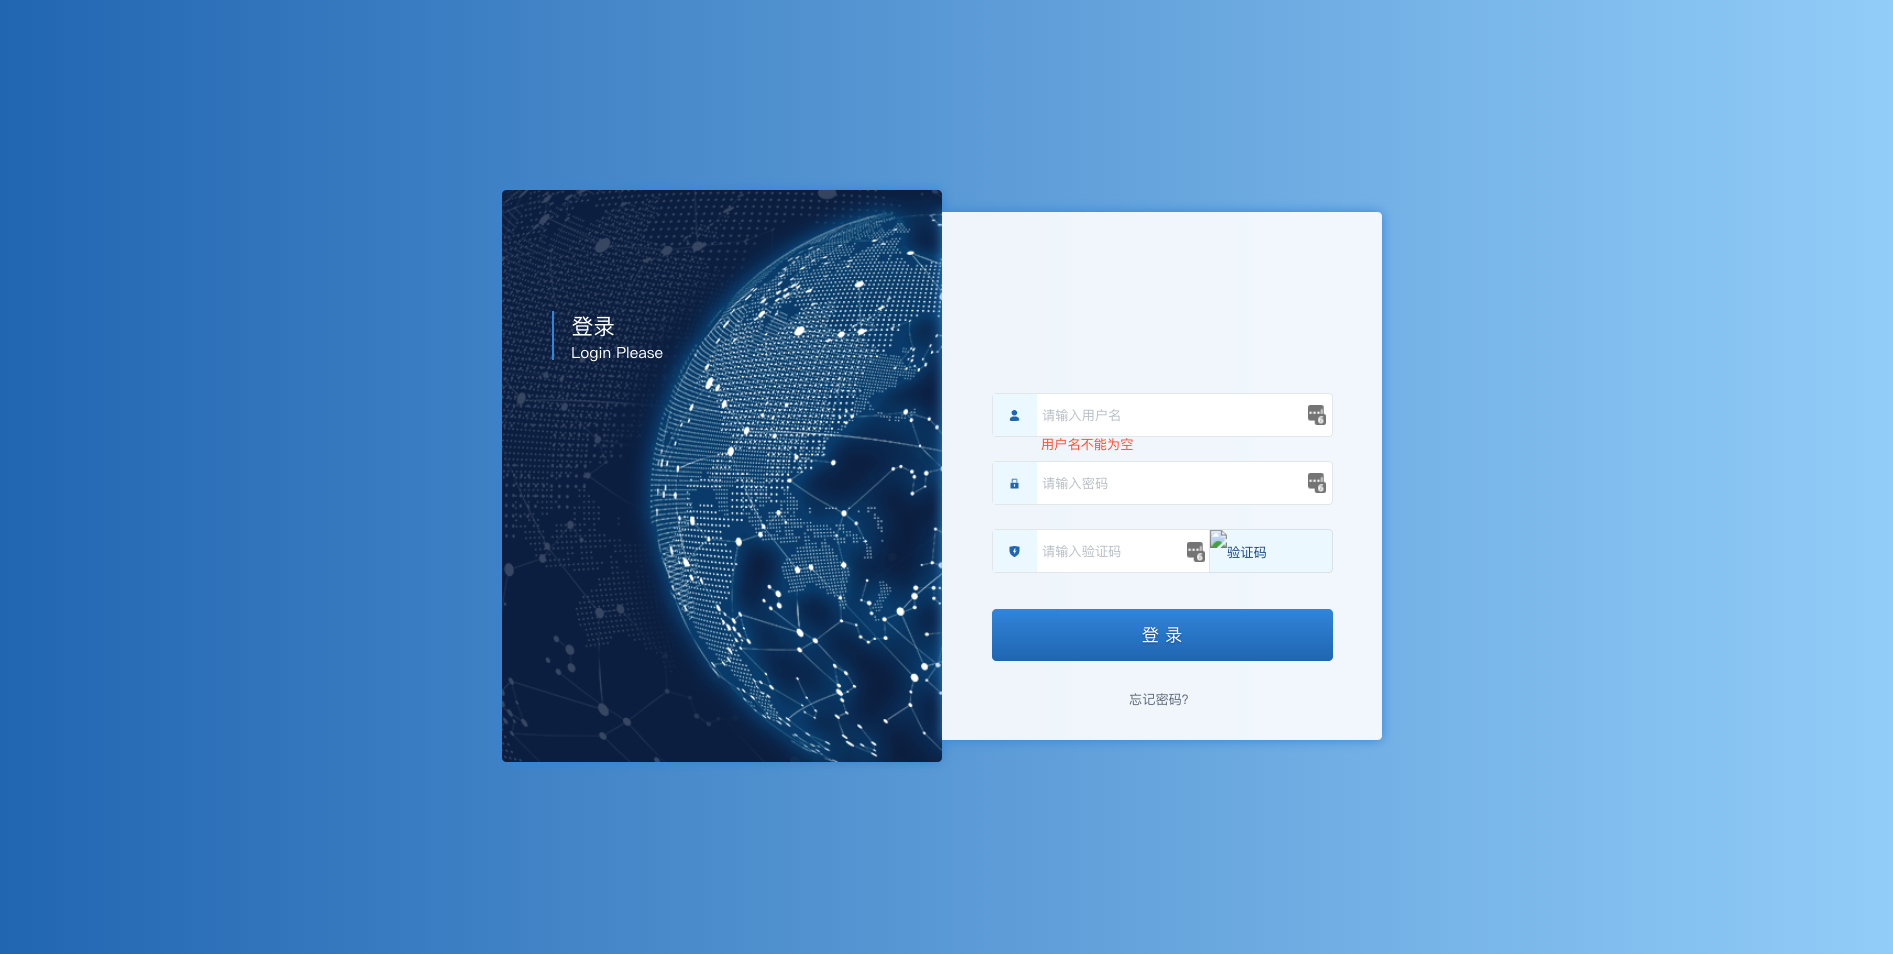 登录
Login Please
请输入用户名
用户名不能为空
请输入密码
请输入验证码
验证码
登 录
忘记密码?